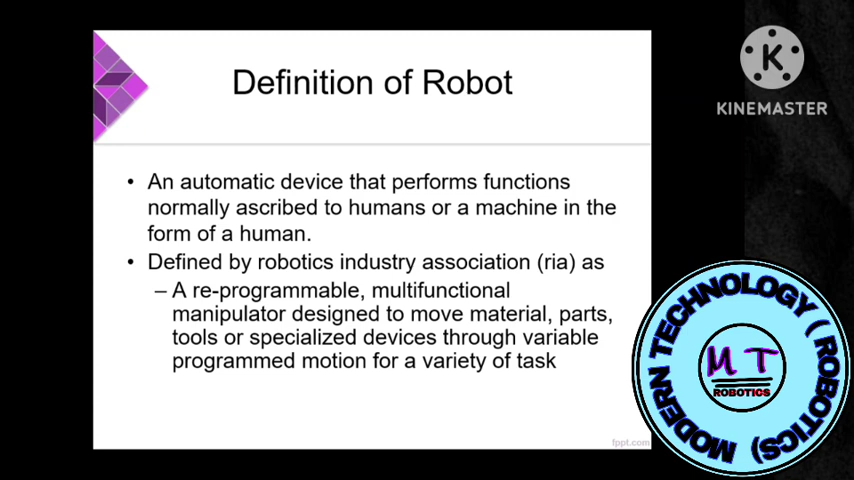 Definition of Robot
KINEMASTER
• An automatic device that performs functions
normally ascribed to humans or a machine in the
form of a human.
• Defined by robotics industry association (ria) as
– A re-programmable, multifunctional
manipulator designed to move material, parts,
tools or specialized devices through variable
programmed motion for a variety of task
MODERN TECHNOLOGY ( ROBOTICS)
MT
ROBOTICS
fppt.com